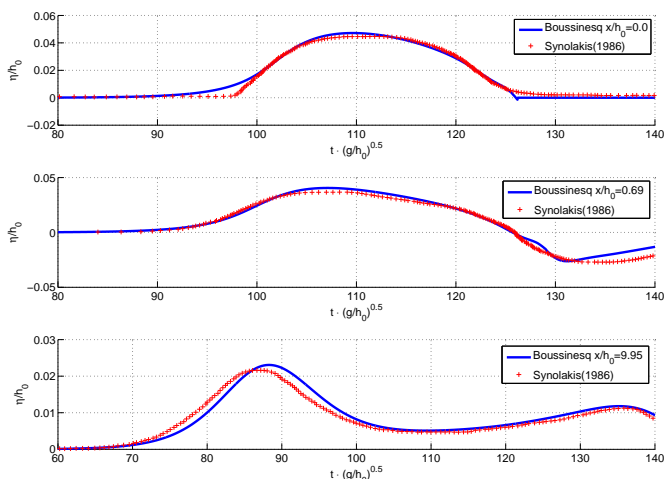 0.06
0.04
0.02
0
−0.02
η/h0
80 90 100 110 120 130 140
t · (g/h0)^0.5
Boussinesq x/h0=0.0
Synolakis(1986)
0.05
0
−0.05
η/h0
80 90 100 110 120 130 140
t · (g/h0)^0.5
Boussinesq x/h0=0.69
Synolakis(1986)
0.03
0.02
0.01
0
η/h0
60 70 80 90 100 110 120 130 140
t · (g/h0)^0.5
Boussinesq x/h0=9.95
Synolakis(1986)